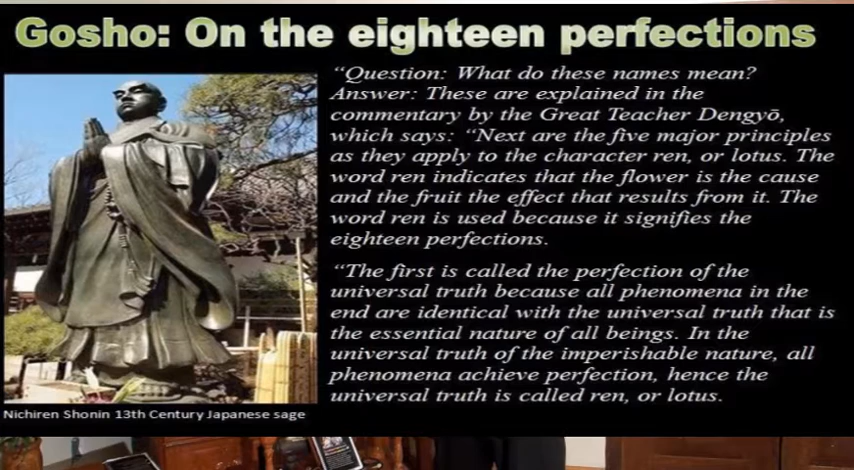 Gosho: On the eighteen perfections
“Question: What do these names mean?
Answer: These are explained in the
commentary by the Great Teacher Dengyō,
which says: “Next are the five major principles
as they apply to the character ren, or lotus. The
word ren indicates that the flower is the cause
and the fruit the effect that results from it. The
word ren is used because it signifies the
eighteen perfections.
“The first is called the perfection of the
universal truth because all phenomena in the
end are identical with the universal truth that is
the essential nature of all beings. In the
universal truth of the imperishable nature, all
phenomena achieve perfection, hence the
universal truth is called ren, or lotus.
Nichiren Shonin 13th Century Japanese sage